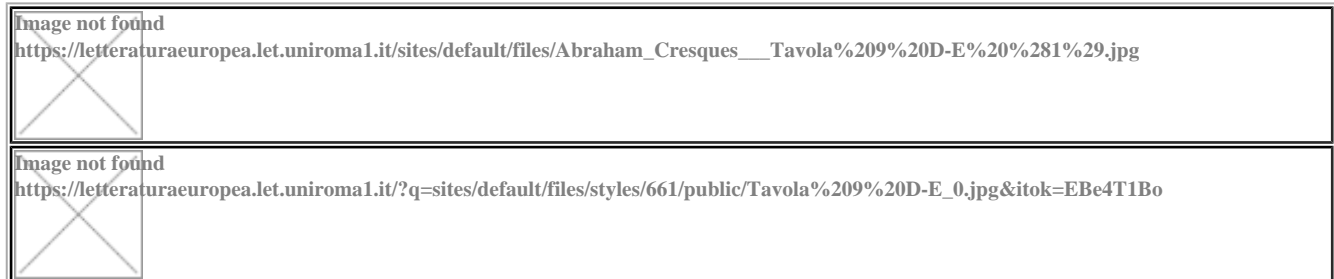 Image not found
https://letteraturaeuropea.let.uniroma1.it/sites/default/files/Abraham_Cresques___Tavola%209%20D-E%20%281%29.jpg
Image not found
https://letteraturaeuropea.let.uniroma1.it/?q=sites/default/files/styles/661/public/Tavola%209%20D-E_0.jpg&itok=EBe4T1Bo